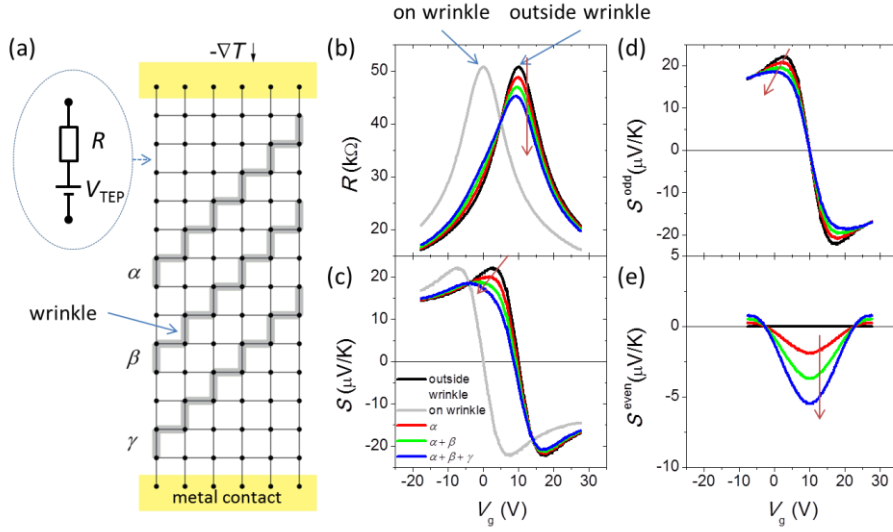 on wrinkle
outside wrinkle
(a)
-∇T
R
V_TEP
α
wrinkle
β
γ
metal contact
(b)
50
40
30
20
R (kΩ)
(c)
20
10
0
-10
-20
S (μV/K)
outside
wrinkle
on wrinkle
α
α + β
α + β + γ
-20 -10 0 10 20 30
V_g (V)
(d)
20
10
0
-10
-20
S^odd (μV/K)
(e)
5
0
-5
-10
S^even (μV/K)
-20 -10 0 10 20 30
V_g (V)